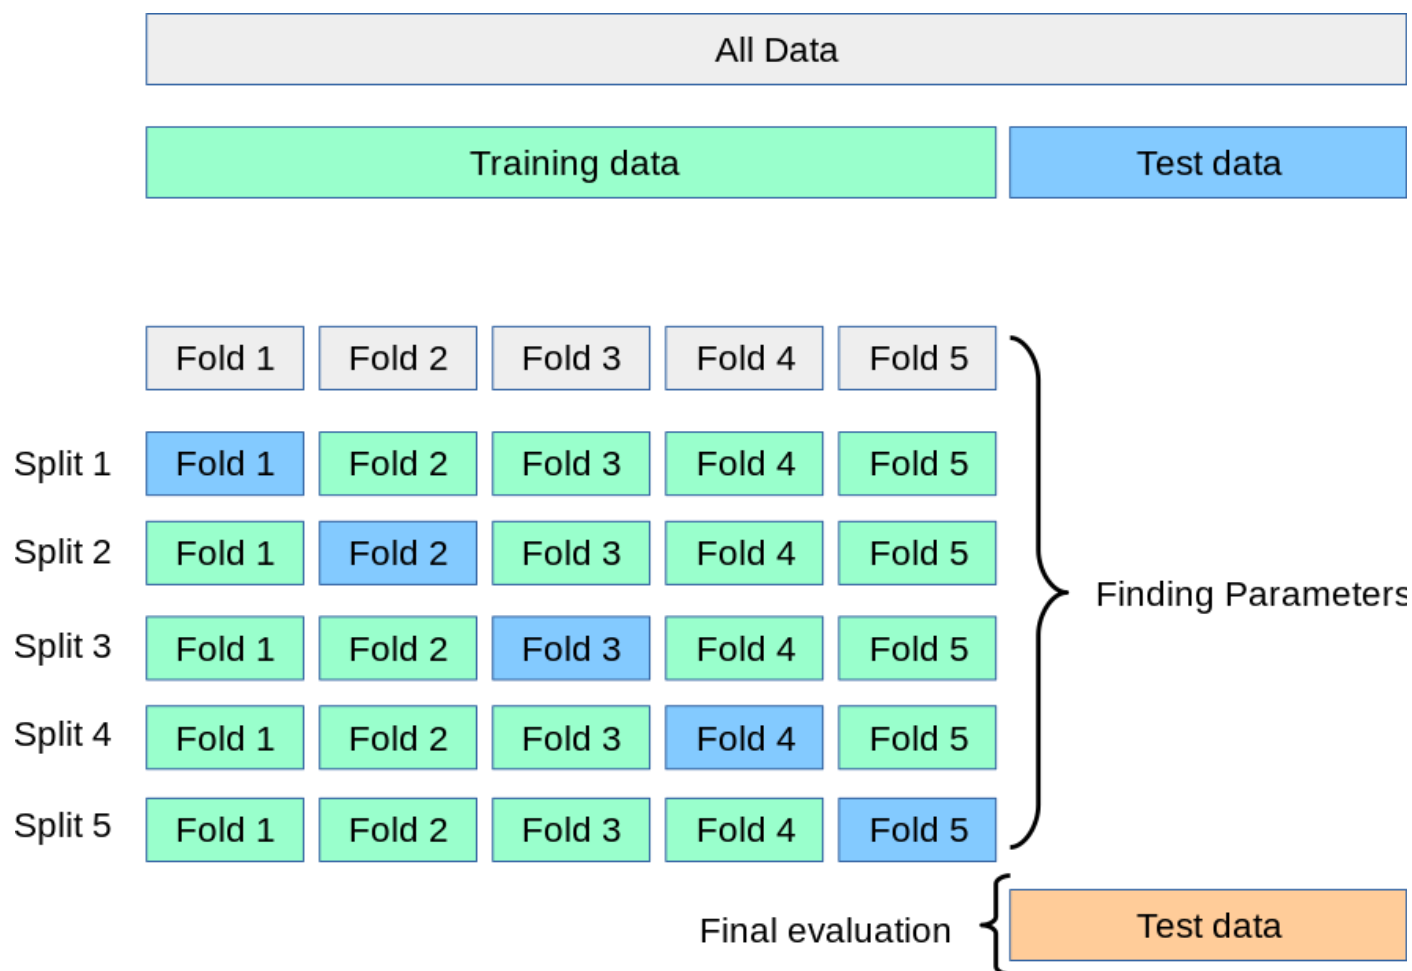 All Data
Training data Test data
Fold 1 Fold 2 Fold 3 Fold 4 Fold 5
Split 1 Fold 1 Fold 2 Fold 3 Fold 4 Fold 5
Split 2 Fold 1 Fold 2 Fold 3 Fold 4 Fold 5
Finding Parameters
Split 3 Fold 1 Fold 2 Fold 3 Fold 4 Fold 5
Split 4 Fold 1 Fold 2 Fold 3 Fold 4 Fold 5
Split 5 Fold 1 Fold 2 Fold 3 Fold 4 Fold 5
Final evaluation Test data